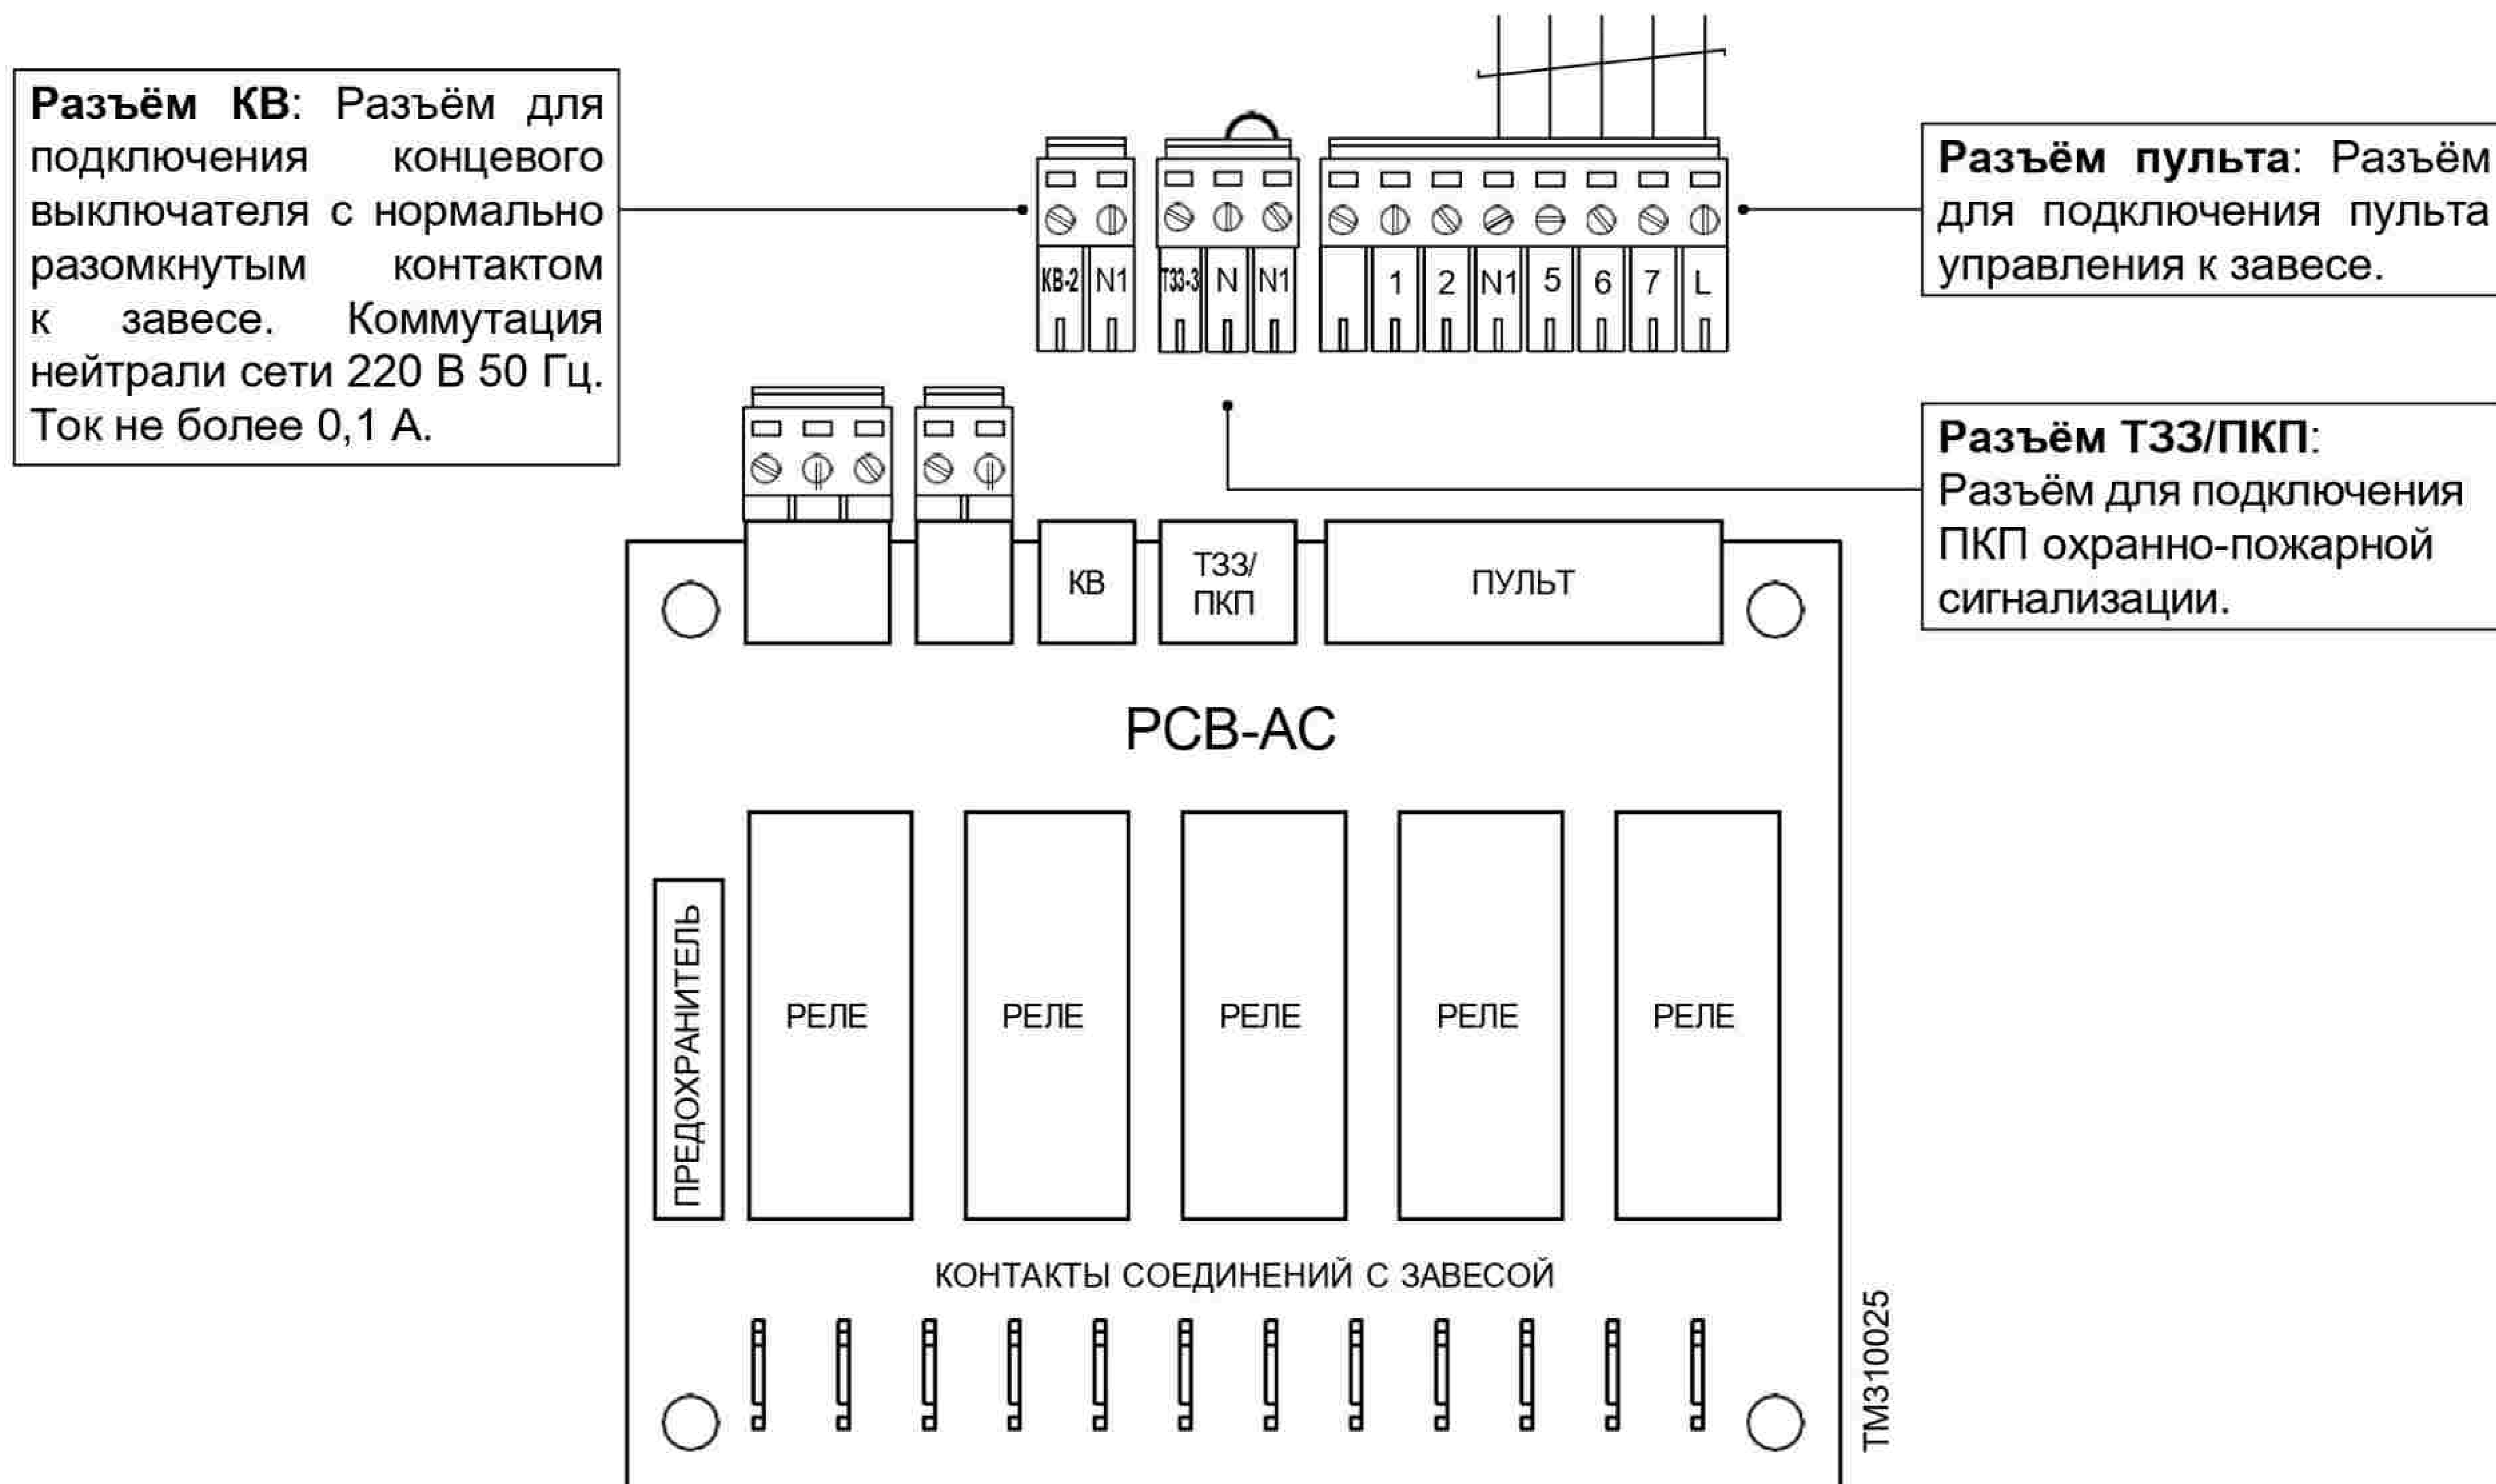 Разъём КВ: Разъём для
подключения концевого
выключателя с нормально
разомкнутым контактом
к завесе. Коммутация
нейтрали сети 220 В 50 Гц.
Ток не более 0,1 А.
КВ-2 N1 ТЗЗ-3 N N1 1 2 N1 5 6 7 L
Разъём пульта: Разъём
для подключения пульта
управления к завесе.
Разъём ТЗЗ/ПКП:
Разъём для подключения
ПКП охранно-пожарной
сигнализации.
КВ
ТЗЗ/
ПКП
ПУЛЬТ
PCB-AC
ПРЕДОХРАНИТЕЛЬ
РЕЛЕ РЕЛЕ РЕЛЕ РЕЛЕ РЕЛЕ
КОНТАКТЫ СОЕДИНЕНИЙ С ЗАВЕСОЙ
TM310025